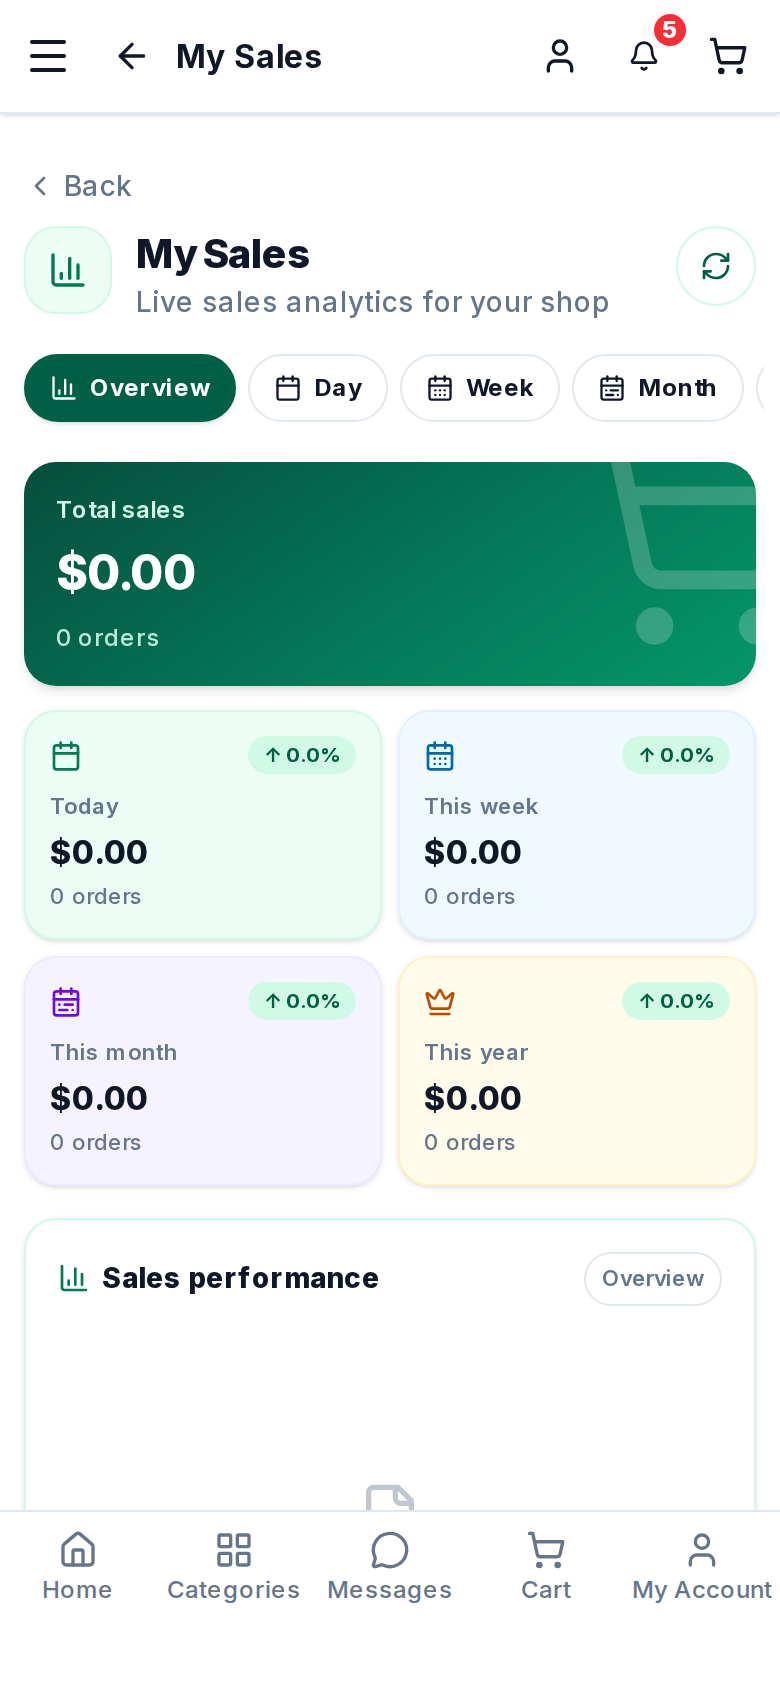 My Sales
5
Back
My Sales
Live sales analytics for your shop
Overview
Day
Week
Month
Total sales
$0.00
0 orders
↑ 0.0%
Today
$0.00
0 orders
↑ 0.0%
This week
$0.00
0 orders
↑ 0.0%
This month
$0.00
0 orders
↑ 0.0%
This year
$0.00
0 orders
Sales performance
Overview
Home
Categories
Messages
Cart
My Account